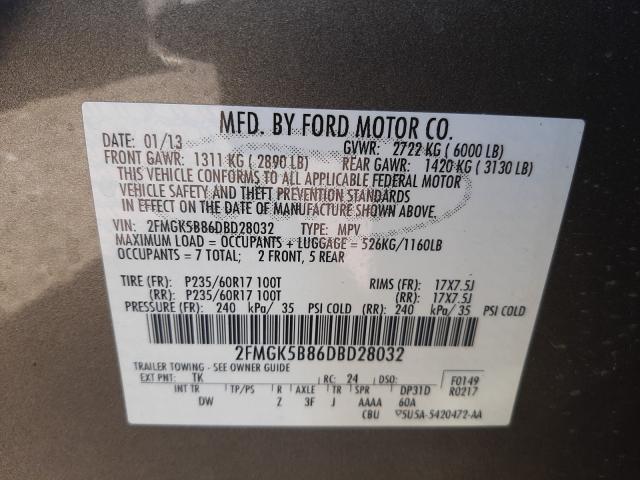 MFD. BY FORD MOTOR CO.
DATE: 01/13 GVWR: 2722 KG ( 6000 LB)
FRONT GAWR: 1311 KG ( 2890 LB) REAR GAWR: 1420 KG ( 3130 LB)
THIS VEHICLE CONFORMS TO ALL APPLICABLE FEDERAL MOTOR
VEHICLE SAFETY AND THEFT PREVENTION STANDARDS
IN EFFECT ON THE DATE OF MANUFACTURE SHOWN ABOVE.
VIN: 2FMGK5B86DBD28032 TYPE: MPV
MAXIMUM LOAD = OCCUPANTS + LUGGAGE = 526KG/1160LB
OCCUPANTS = 7 TOTAL; 2 FRONT, 5 REAR
TIRE (FR): P235/60R17 100T RIMS (FR): 17X7.5J
(RR): P235/60R17 100T (RR): 17X7.5J
PRESSURE (FR): 240 kPa/ 35 PSI COLD (RR): 240 kPa/ 35 PSI COLD
2FMGK5B86DBD28032
TRAILER TOWING - SEE OWNER GUIDE
EXT PNT: TK RC: 24 DSO: F0149
INT TR TP/PS R AXLE TR SPR DP31D R0217
DW Z 3F J AAAA 60A
CBU 5U5A-5420472-AA